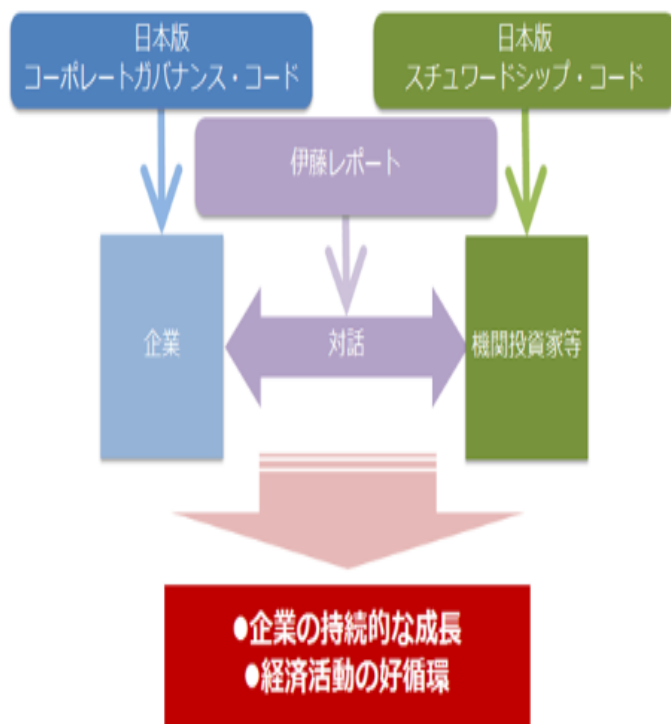 日本版
コーポレートガバナンス・コード
日本版
スチュワードシップ・コード
伊藤レポート
企業
対話
機関投資家等
●企業の持続的な成長
●経済活動の好循環